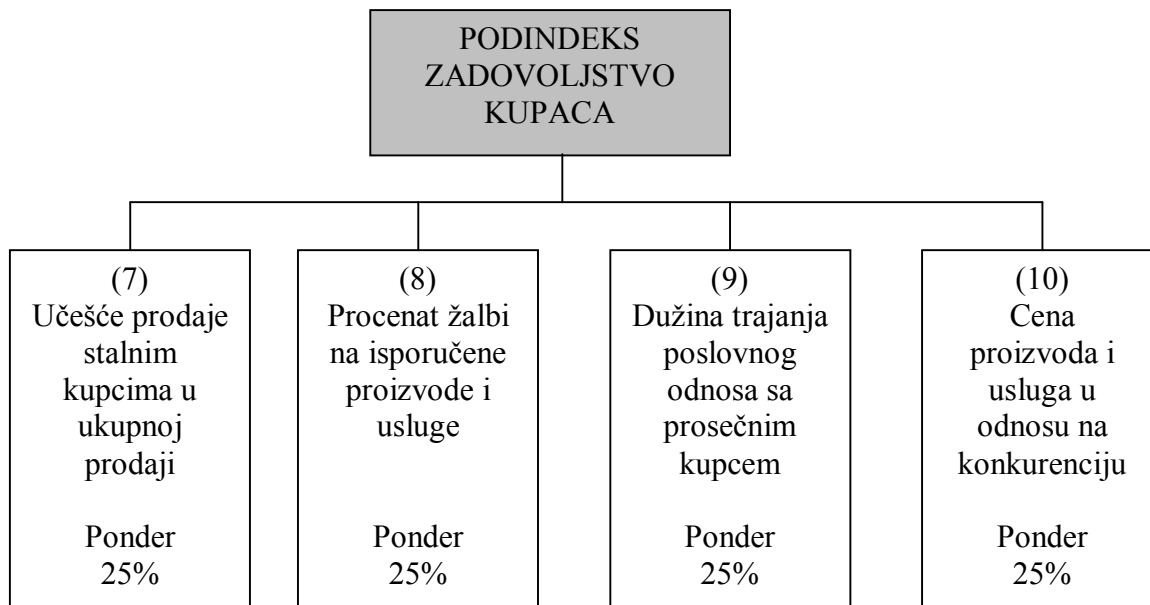 PODINDEKS
ZADOVOLJSTVO
KUPACA
(7)
Učešće prodaje
stalnim
kupcima u
ukupnoj
prodaji
Ponder
25%
(8)
Procenat žalbi
na isporučene
proizvode i
usluge
Ponder
25%
(9)
Dužina trajanja
poslovnog
odnosa sa
prosečnim
kupcem
Ponder
25%
(10)
Cena
proizvoda i
usluga u
odnosu na
konkurenciju
Ponder
25%